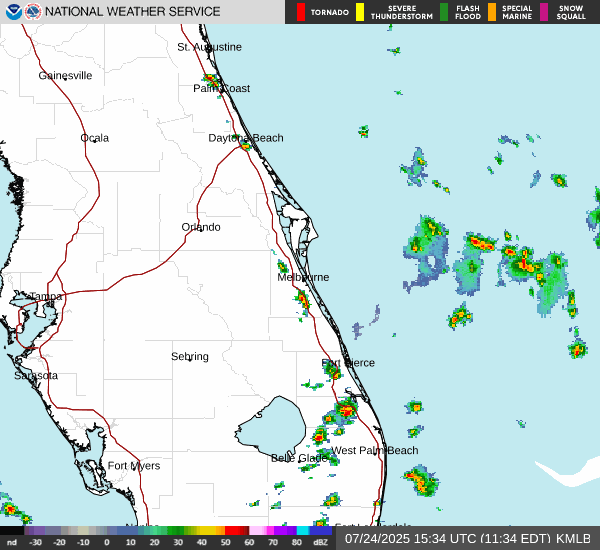 NATIONAL WEATHER SERVICE
TORNADO
SEVERE THUNDERSTORM
FLASH FLOOD
SPECIAL MARINE
SNOW SQUALL
St. Augustine
Gainesville
Palm Coast
Ocala
Daytona Beach
Orlando
Melbourne
Tampa
Sebring
Fort Pierce
Sarasota
West Palm Beach
Belle Glade
Fort Myers
nd -30 -20 -10 0 10 20 30 40 50 60 70 80 dBZ
07/24/2025 15:34 UTC (11:34 EDT) KMLB